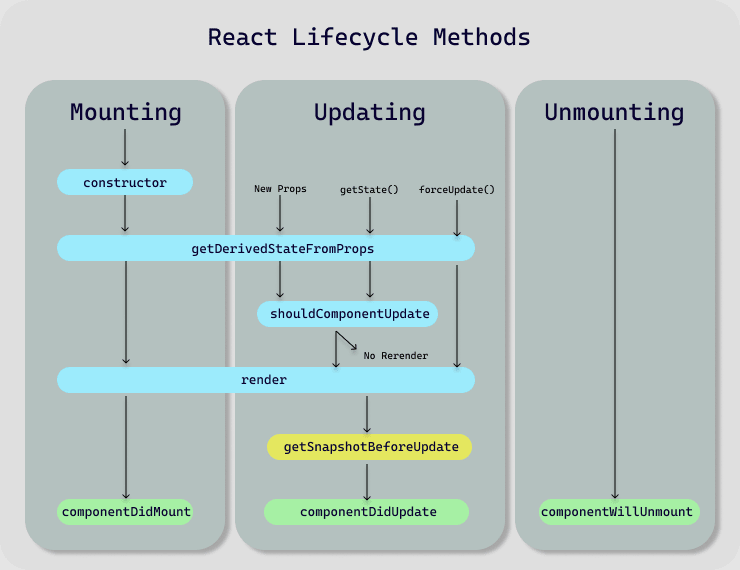 React Lifecycle Methods
Mounting
Updating
Unmounting
constructor
New Props
getState()
forceUpdate()
getDerivedStateFromProps
shouldComponentUpdate
No Rerender
render
getSnapshotBeforeUpdate
componentDidMount
componentDidUpdate
componentWillUnmount